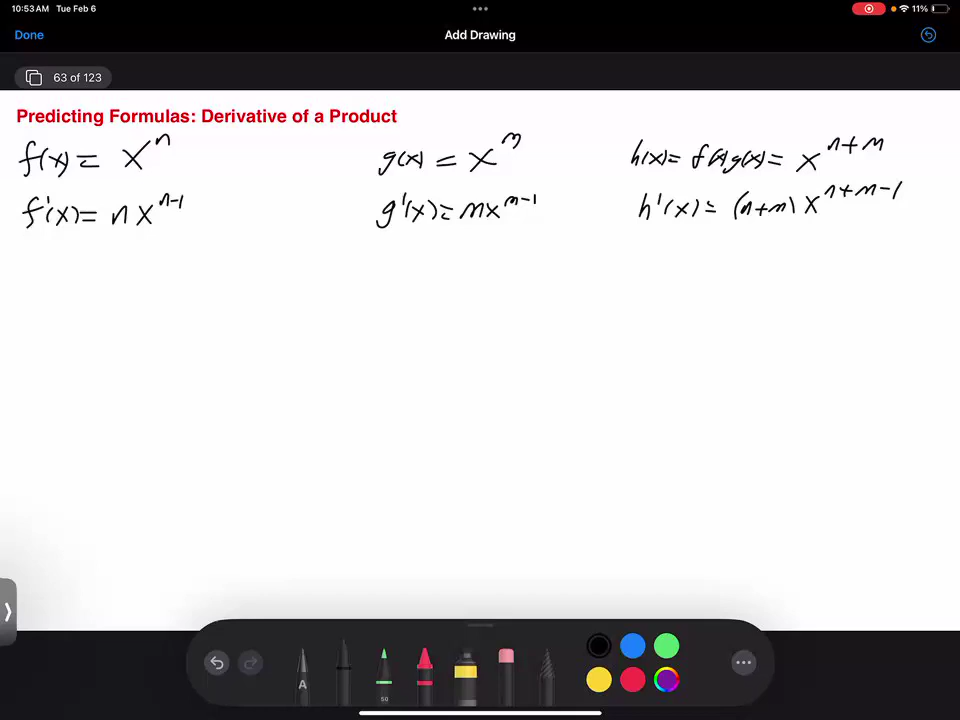 10:53 AM Tue Feb 6 11%
Done Add Drawing
63 of 123
Predicting Formulas: Derivative of a Product
f(x) = x^n g(x) = x^m h(x) = f(x)g(x) = x^{n+m}
f'(x) = nx^{n-1} g'(x) = mx^{m-1} h'(x) = (n+m)x^{n+m-1}
A
50